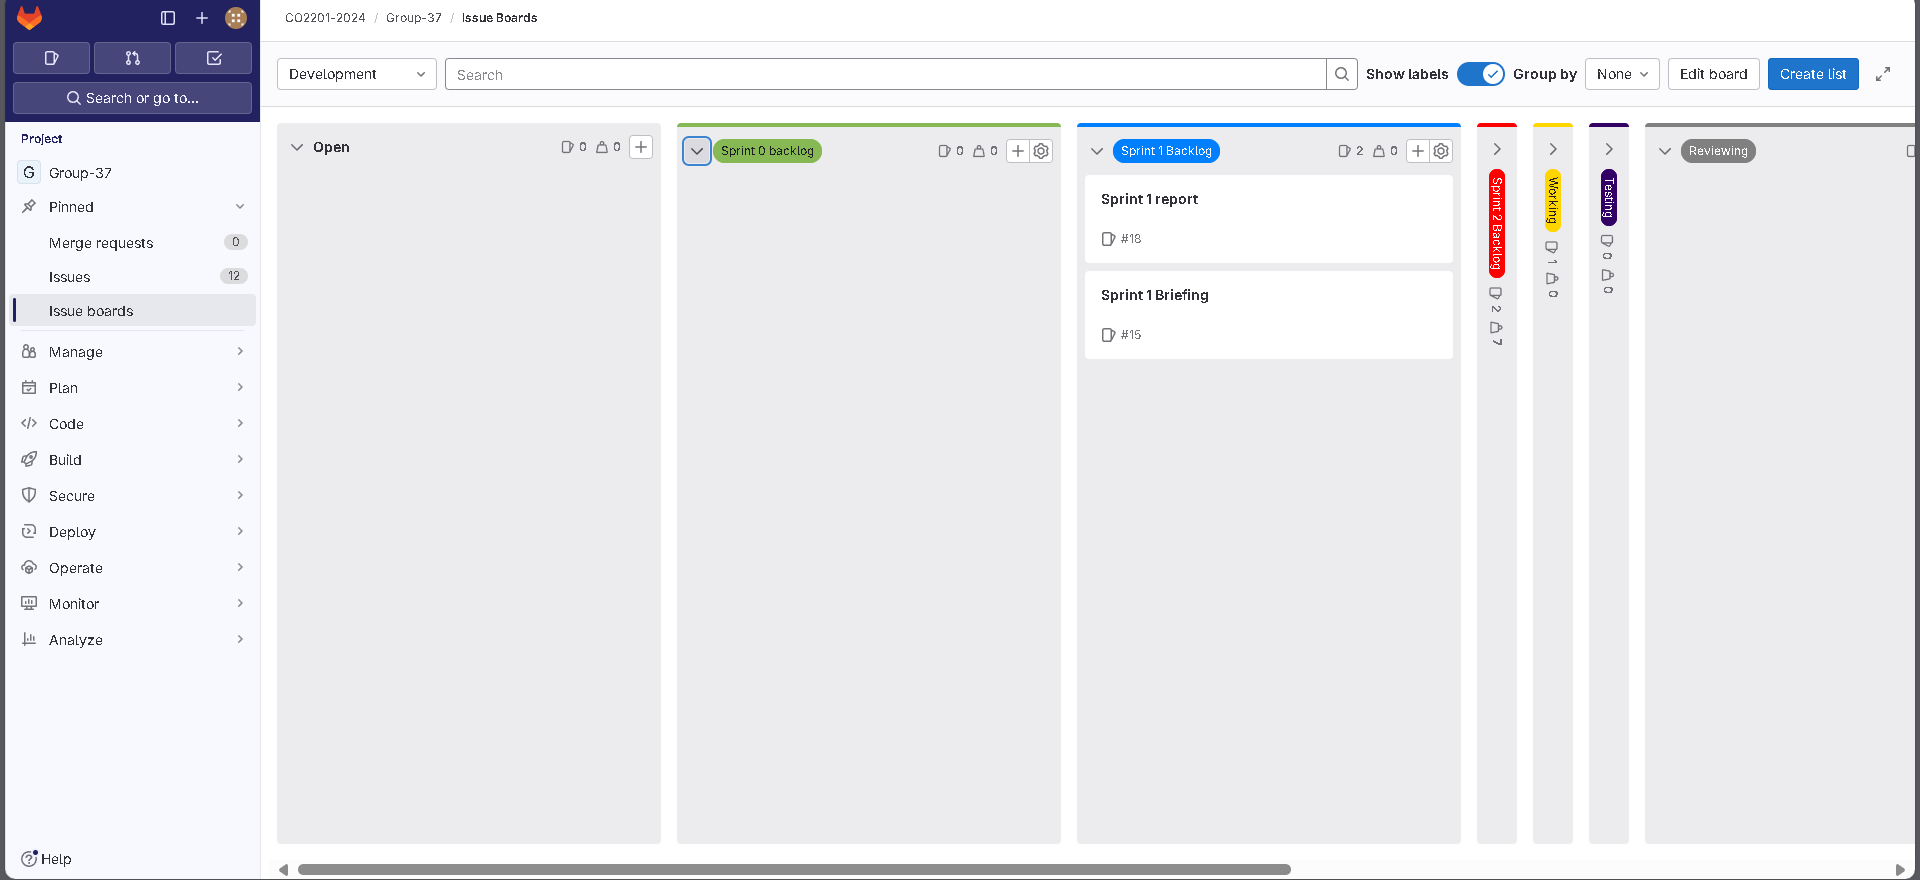 CO2201-2024 / Group-37 / Issue Boards
Search or go to...
Project
G Group-37
Pinned
Merge requests 0
Issues 12
Issue boards
Manage
Plan
Code
Build
Secure
Deploy
Operate
Monitor
Analyze
Help
Development
Search
Show labels
Group by
None
Edit board
Create list
Open 0 0
Sprint 0 backlog 0 0
Sprint 1 Backlog 2 0
Sprint 1 report
#18
Sprint 1 Briefing
#15
Sprint 2 Backlog 2 7
Working 1 0
Testing 0 0
Reviewing